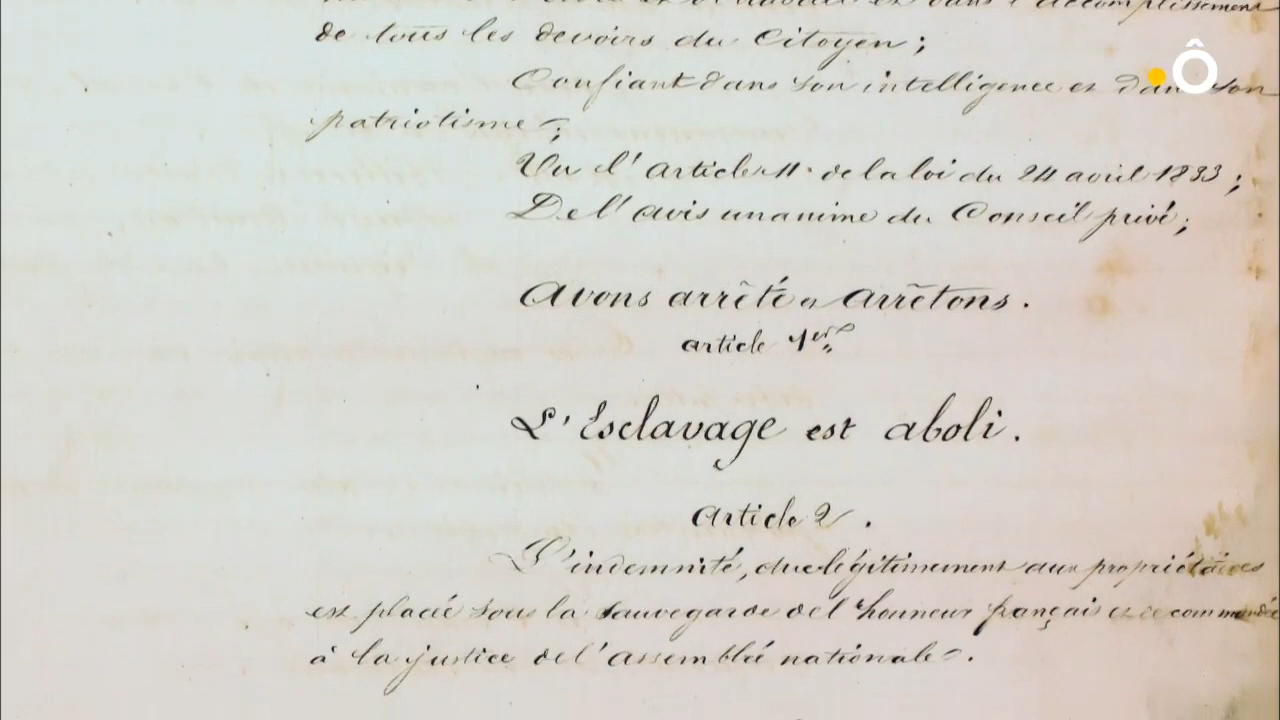 et dans l'accomplissement
de tous les devoirs du Citoyen ;
Confiant dans son intelligence et dans son
patriotisme ;
Vu l'article 11 de la loi du 24 avril 1833 ;
De l'avis unanime du Conseil privé ;
Avons arrêté et arrêtons.
article 1er.
L'Esclavage est aboli.
Article 2.
L'indemnité, due légitimement aux propriétaires
est placée sous la sauvegarde de l'honneur français et recommandée
à la justice de l'assemblée nationale.
Ô